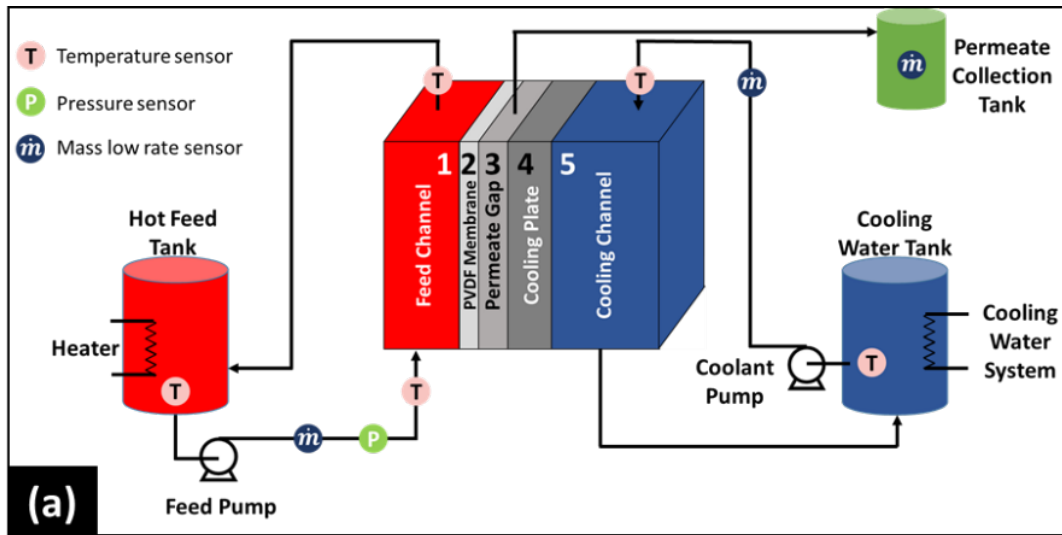 T Temperature sensor
P Pressure sensor
ṁ Mass low rate sensor
Hot Feed
Tank
Heater
T
Feed Pump
ṁ
P
T
T
1
Feed Channel
2
PVDF Membrane
3
Permeate Gap
4
Cooling Plate
5
Cooling Channel
T
ṁ
ṁ
Permeate
Collection
Tank
Cooling
Water Tank
T
Coolant
Pump
Cooling
Water
System
(a)